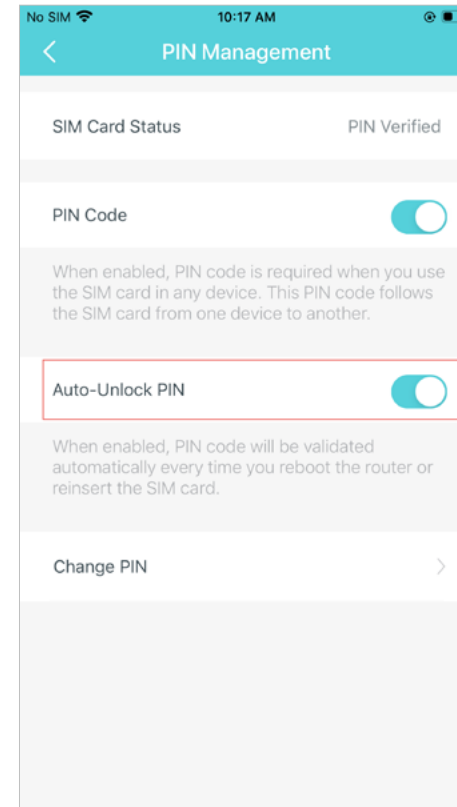 No SIM 10:17 AM
PIN Management
SIM Card Status PIN Verified
PIN Code
When enabled, PIN code is required when you use
the SIM card in any device. This PIN code follows
the SIM card from one device to another.
Auto-Unlock PIN
When enabled, PIN code will be validated
automatically every time you reboot the router or
reinsert the SIM card.
Change PIN